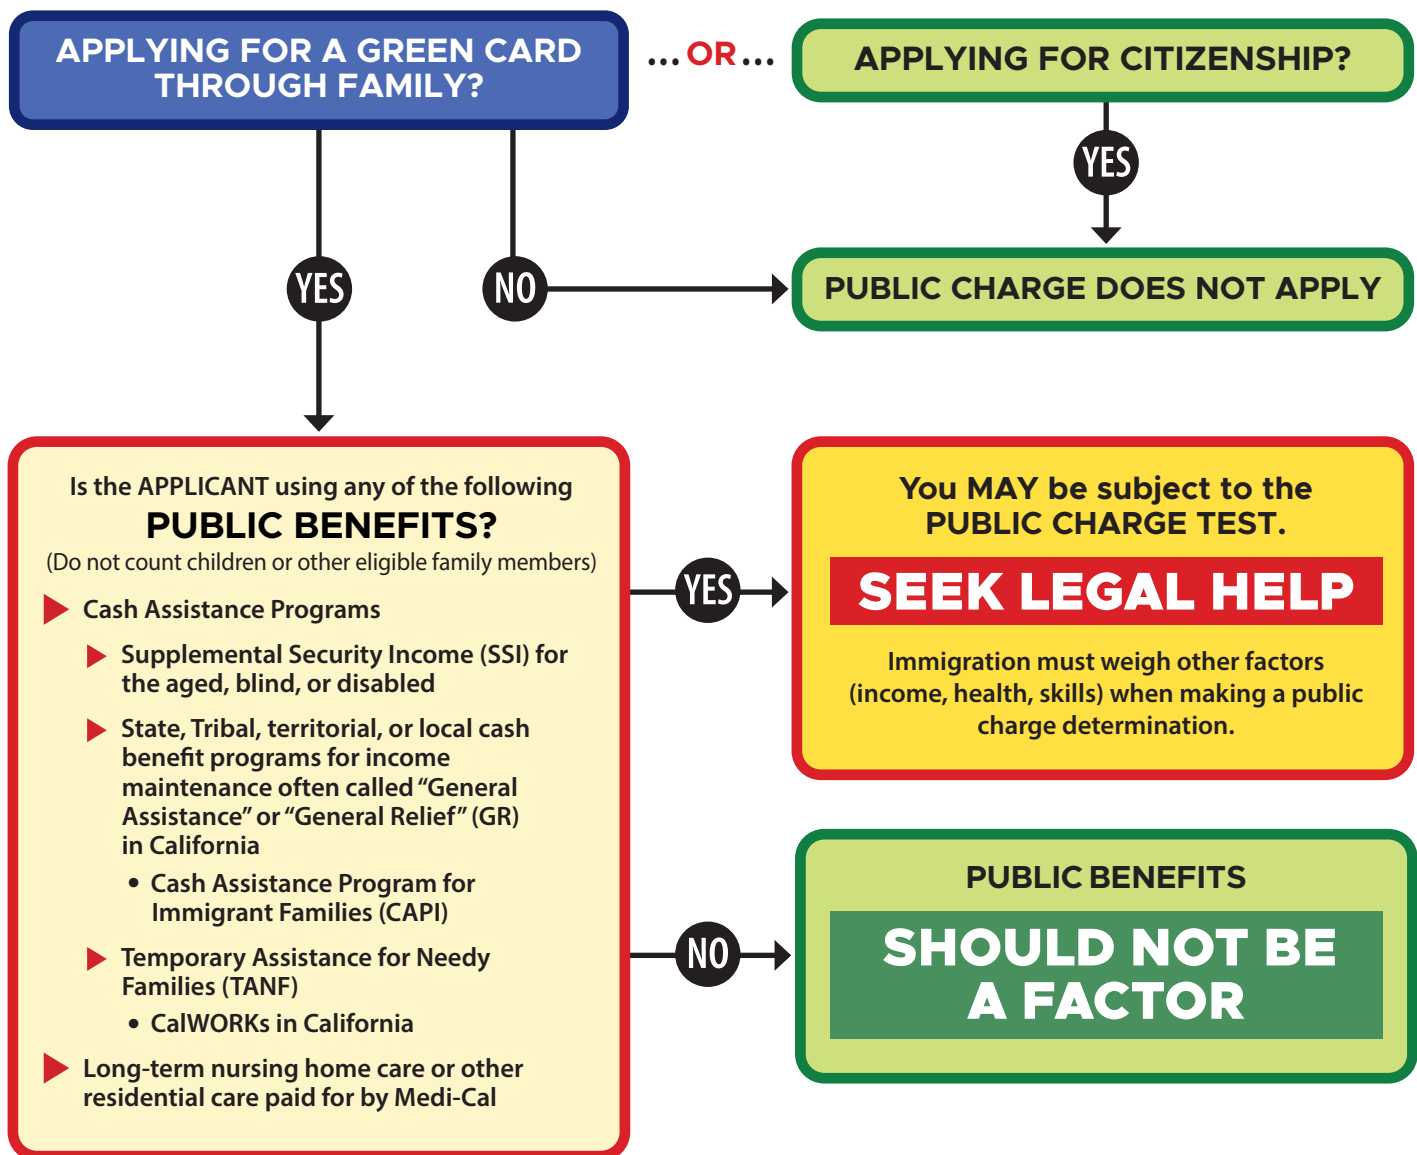 APPLYING FOR A GREEN CARD
THROUGH FAMILY?
...OR...
APPLYING FOR CITIZENSHIP?
YES
YES
NO
PUBLIC CHARGE DOES NOT APPLY
Is the APPLICANT using any of the following
PUBLIC BENEFITS?
(Do not count children or other eligible family members)
Cash Assistance Programs
Supplemental Security Income (SSI) for
the aged, blind, or disabled
State, Tribal, territorial, or local cash
benefit programs for income
maintenance often called “General
Assistance” or “General Relief” (GR)
in California
• Cash Assistance Program for
Immigrant Families (CAPI)
Temporary Assistance for Needy
Families (TANF)
• CalWORKs in California
Long-term nursing home care or other
residential care paid for by Medi-Cal
YES
You MAY be subject to the
PUBLIC CHARGE TEST.
SEEK LEGAL HELP
Immigration must weigh other factors
(income, health, skills) when making a public
charge determination.
NO
PUBLIC BENEFITS
SHOULD NOT BE
A FACTOR